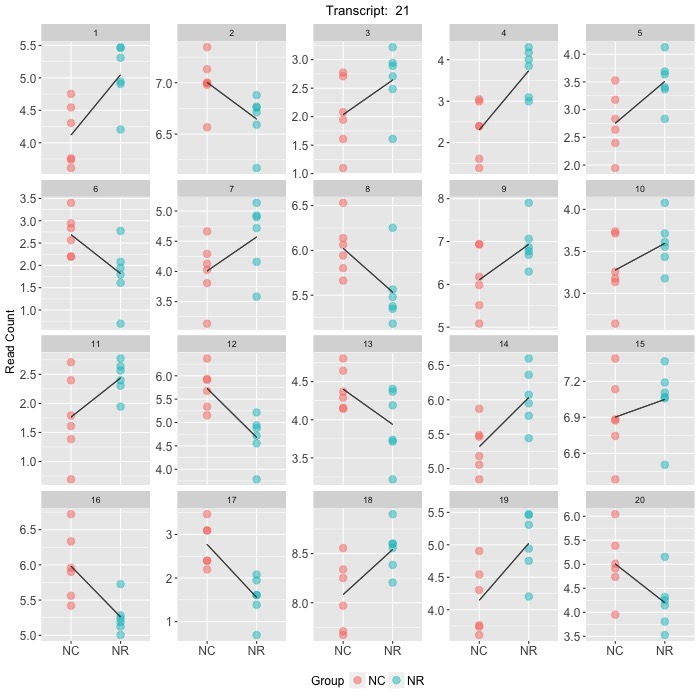 Transcript: 21
1 2 3 4 5
5.5 5.0 4.5 4.0
7.0 6.5
3.0 2.5 2.0 1.5 1.0
4 3 2
4.0 3.5 3.0 2.5 2.0
6 7 8 9 10
3.5 3.0 2.5 2.0 1.5 1.0
5.0 4.5 4.0 3.5
6.5 6.0 5.5
8 7 6 5
4.0 3.5 3.0
Read Count
11 12 13 14 15
2.5 2.0 1.5 1.0
6.0 5.5 5.0 4.5 4.0
4.5 4.0 3.5
6.5 6.0 5.5 5.0
7.2 6.9 6.6
16 17 18 19 20
6.5 6.0 5.5 5.0
3 2 1
8.5 8.0
5.5 5.0 4.5 4.0
6.0 5.5 5.0 4.5 4.0 3.5
NC NR NC NR NC NR NC NR NC NR
Group NC NR